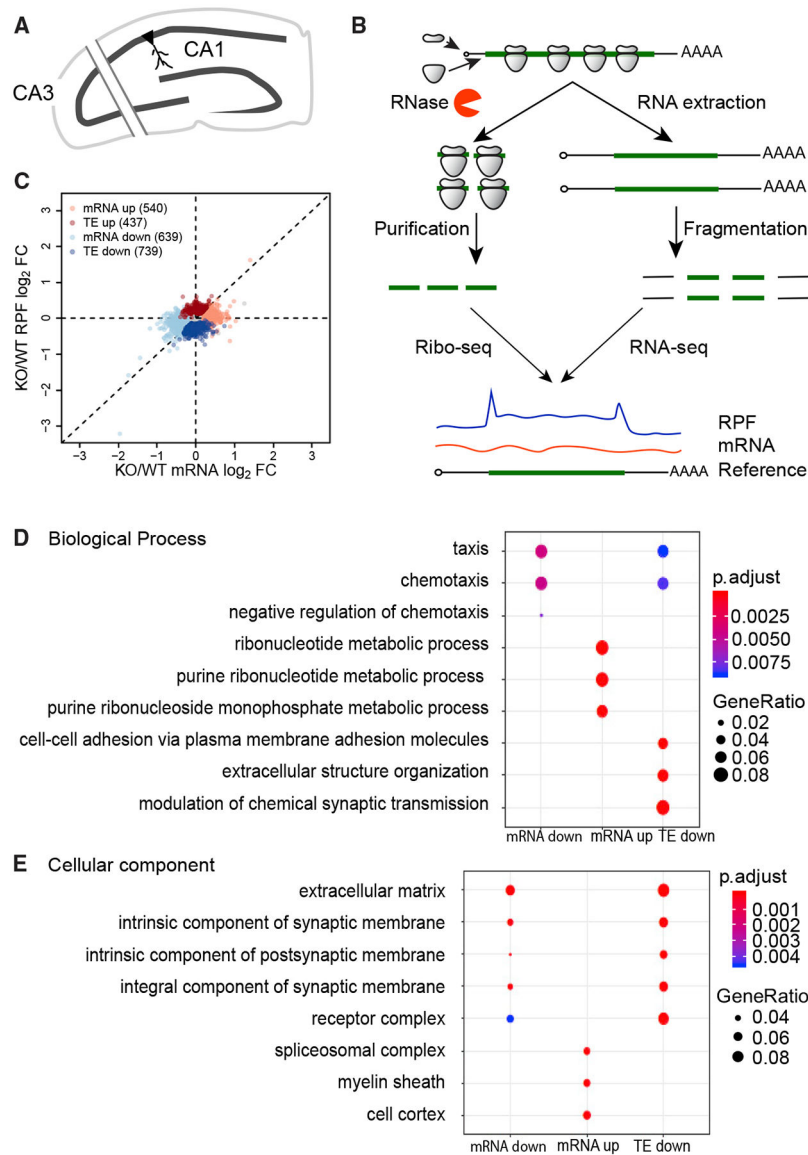 A
CA1
CA3
B
AAAA
RNase
RNA extraction
AAAA
AAAA
Purification
Fragmentation
Ribo-seq
RNA-seq
RPF
mRNA
AAAA Reference
C
mRNA up (540)
TE up (437)
mRNA down (639)
TE down (739)
KO/WT RPF log2 FC
3
2
1
0
−1
−2
−3
−3 −2 −1 0 1 2 3
KO/WT mRNA log2 FC
D Biological Process
taxis
chemotaxis
negative regulation of chemotaxis
ribonucleotide metabolic process
purine ribonucleotide metabolic process
purine ribonucleoside monophosphate metabolic process
cell-cell adhesion via plasma membrane adhesion molecules
extracellular structure organization
modulation of chemical synaptic transmission
mRNA down mRNA up TE down
p.adjust
0.0025
0.0050
0.0075
GeneRatio
0.02
0.04
0.06
0.08
E Cellular component
extracellular matrix
intrinsic component of synaptic membrane
intrinsic component of postsynaptic membrane
integral component of synaptic membrane
receptor complex
spliceosomal complex
myelin sheath
cell cortex
mRNA down mRNA up TE down
p.adjust
0.001
0.002
0.003
0.004
GeneRatio
0.04
0.06
0.08